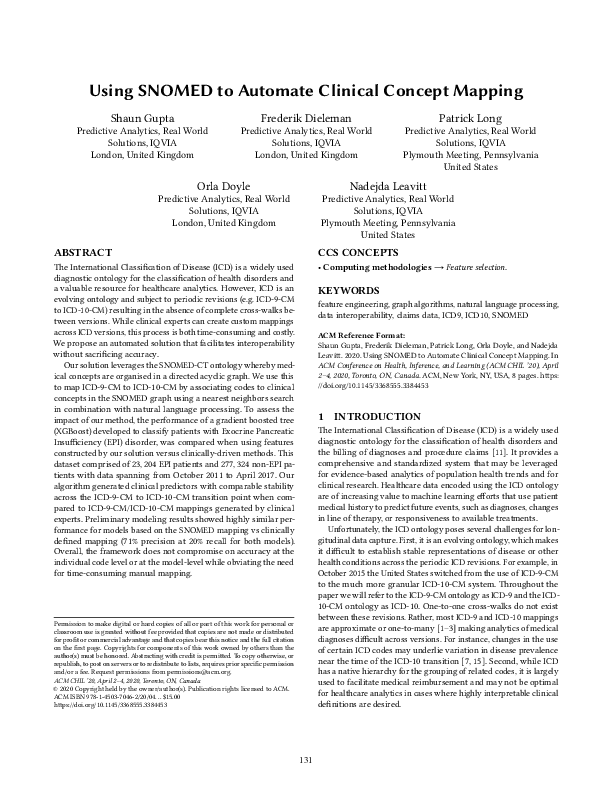 Using SNOMED to Automate Clinical Concept Mapping
Shaun Gupta
Predictive Analytics, Real World
Solutions, IQVIA
London, United Kingdom
Frederik Dieleman
Predictive Analytics, Real World
Solutions, IQVIA
London, United Kingdom
Patrick Long
Predictive Analytics, Real World
Solutions, IQVIA
Plymouth Meeting, Pennsylvania
United States
Orla Doyle
Predictive Analytics, Real World
Solutions, IQVIA
London, United Kingdom
Nadejda Leavitt
Predictive Analytics, Real World
Solutions, IQVIA
Plymouth Meeting, Pennsylvania
United States
ABSTRACT
The International Classification of Disease (ICD) is a widely used
diagnostic ontology for the classification of health disorders and
a valuable resource for healthcare analytics. However, ICD is an
evolving ontology and subject to periodic revisions (e.g. ICD-9-CM
to ICD-10-CM) resulting in the absence of complete cross-walks be-
tween versions. While clinical experts can create custom mappings
across ICD versions, this process is both time-consuming and costly.
We propose an automated solution that facilitates interoperability
without sacrificing accuracy.
Our solution leverages the SNOMED-CT ontology whereby med-
ical concepts are organised in a directed acyclic graph. We use this
to map ICD-9-CM to ICD-10-CM by associating codes to clinical
concepts in the SNOMED graph using a nearest neighbors search
in combination with natural language processing. To assess the
impact of our method, the performance of a gradient boosted tree
(XGBoost) developed to classify patients with Exocrine Pancreatic
Insufficiency (EPI) disorder, was compared when using features
constructed by our solution versus clinically-driven methods. This
dataset comprised of 23, 204 EPI patients and 277, 324 non-EPI pa-
tients with data spanning from October 2011 to April 2017. Our
algorithm generated clinical predictors with comparable stability
across the ICD-9-CM to ICD-10-CM transition point when com-
pared to ICD-9-CM/ICD-10-CM mappings generated by clinical
experts. Preliminary modeling results showed highly similar per-
formance for models based on the SNOMED mapping vs clinically
defined mapping (71% precision at 20% recall for both models).
Overall, the framework does not compromise on accuracy at the
individual code level or at the model-level while obviating the need
for time-consuming manual mapping.
Permission to make digital or hard copies of all or part of this work for personal or
classroom use is granted without fee provided that copies are not made or distributed
for profit or commercial advantage and that copies bear this notice and the full citation
on the first page. Copyrights for components of this work owned by others than the
author(s) must be honored. Abstracting with credit is permitted. To copy otherwise, or
republish, to post on servers or to redistribute to lists, requires prior specific permission
and/or a fee. Request permissions from permissions@acm.org.
ACM CHIL '20, April 2–4, 2020, Toronto, ON, Canada
© 2020 Copyright held by the owner/author(s). Publication rights licensed to ACM.
ACM ISBN 978-1-4503-7046-2/20/04...$15.00
https://doi.org/10.1145/3368555.3384453
CCS CONCEPTS
• Computing methodologies → Feature selection.
KEYWORDS
feature engineering, graph algorithms, natural language processing,
data interoperability, claims data, ICD9, ICD10, SNOMED
ACM Reference Format:
Shaun Gupta, Frederik Dieleman, Patrick Long, Orla Doyle, and Nadejda
Leavitt. 2020. Using SNOMED to Automate Clinical Concept Mapping. In
ACM Conference on Health, Inference, and Learning (ACM CHIL '20), April
2–4, 2020, Toronto, ON, Canada. ACM, New York, NY, USA, 8 pages. https:
//doi.org/10.1145/3368555.3384453
1 INTRODUCTION
The International Classification of Disease (ICD) is a widely used
diagnostic ontology for the classification of health disorders and
the billing of diagnoses and procedure claims [11]. It provides a
comprehensive and standardized system that may be leveraged
for evidence-based analytics of population health trends and for
clinical research. Healthcare data encoded using the ICD ontology
are of increasing value to machine learning efforts that use patient
medical history to predict future events, such as diagnoses, changes
in line of therapy, or responsiveness to available treatments.
Unfortunately, the ICD ontology poses several challenges for lon-
gitudinal data capture. First, it is an evolving ontology, which makes
it difficult to establish stable representations of disease or other
health conditions across the periodic ICD revisions. For example, in
October 2015 the United States switched from the use of ICD-9-CM
to the much more granular ICD-10-CM system. Throughout the
paper we will refer to the ICD-9-CM ontology as ICD-9 and the ICD-
10-CM ontology as ICD-10. One-to-one cross-walks do not exist
between these revisions. Rather, most ICD-9 and ICD-10 mappings
are approximate or one-to-many [1–3] making analytics of medical
diagnoses difficult across versions. For instance, changes in the use
of certain ICD codes may underlie variation in disease prevalence
near the time of the ICD-10 transition [7, 15]. Second, while ICD
has a native hierarchy for the grouping of related codes, it is largely
used to facilitate medical reimbursement and may not be optimal
for healthcare analytics in cases where highly interpretable clinical
definitions are desired.
131